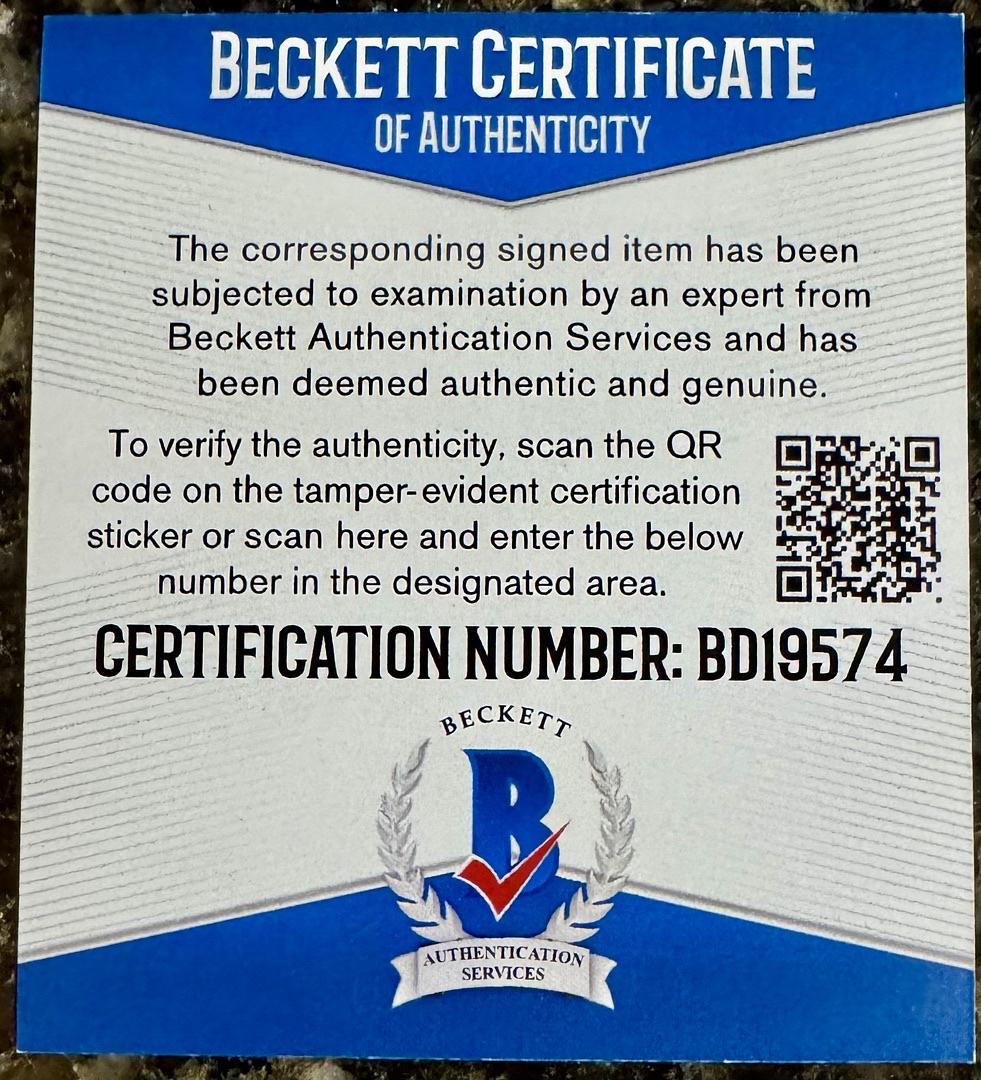 BECKETT CERTIFICATE
OF AUTHENTICITY
The corresponding signed item has been
subjected to examination by an expert from
Beckett Authentication Services and has
been deemed authentic and genuine.
To verify the authenticity, scan the QR
code on the tamper-evident certification
sticker or scan here and enter the below
number in the designated area.
CERTIFICATION NUMBER: BD19574
BECKETT
B
AUTHENTICATION
SERVICES